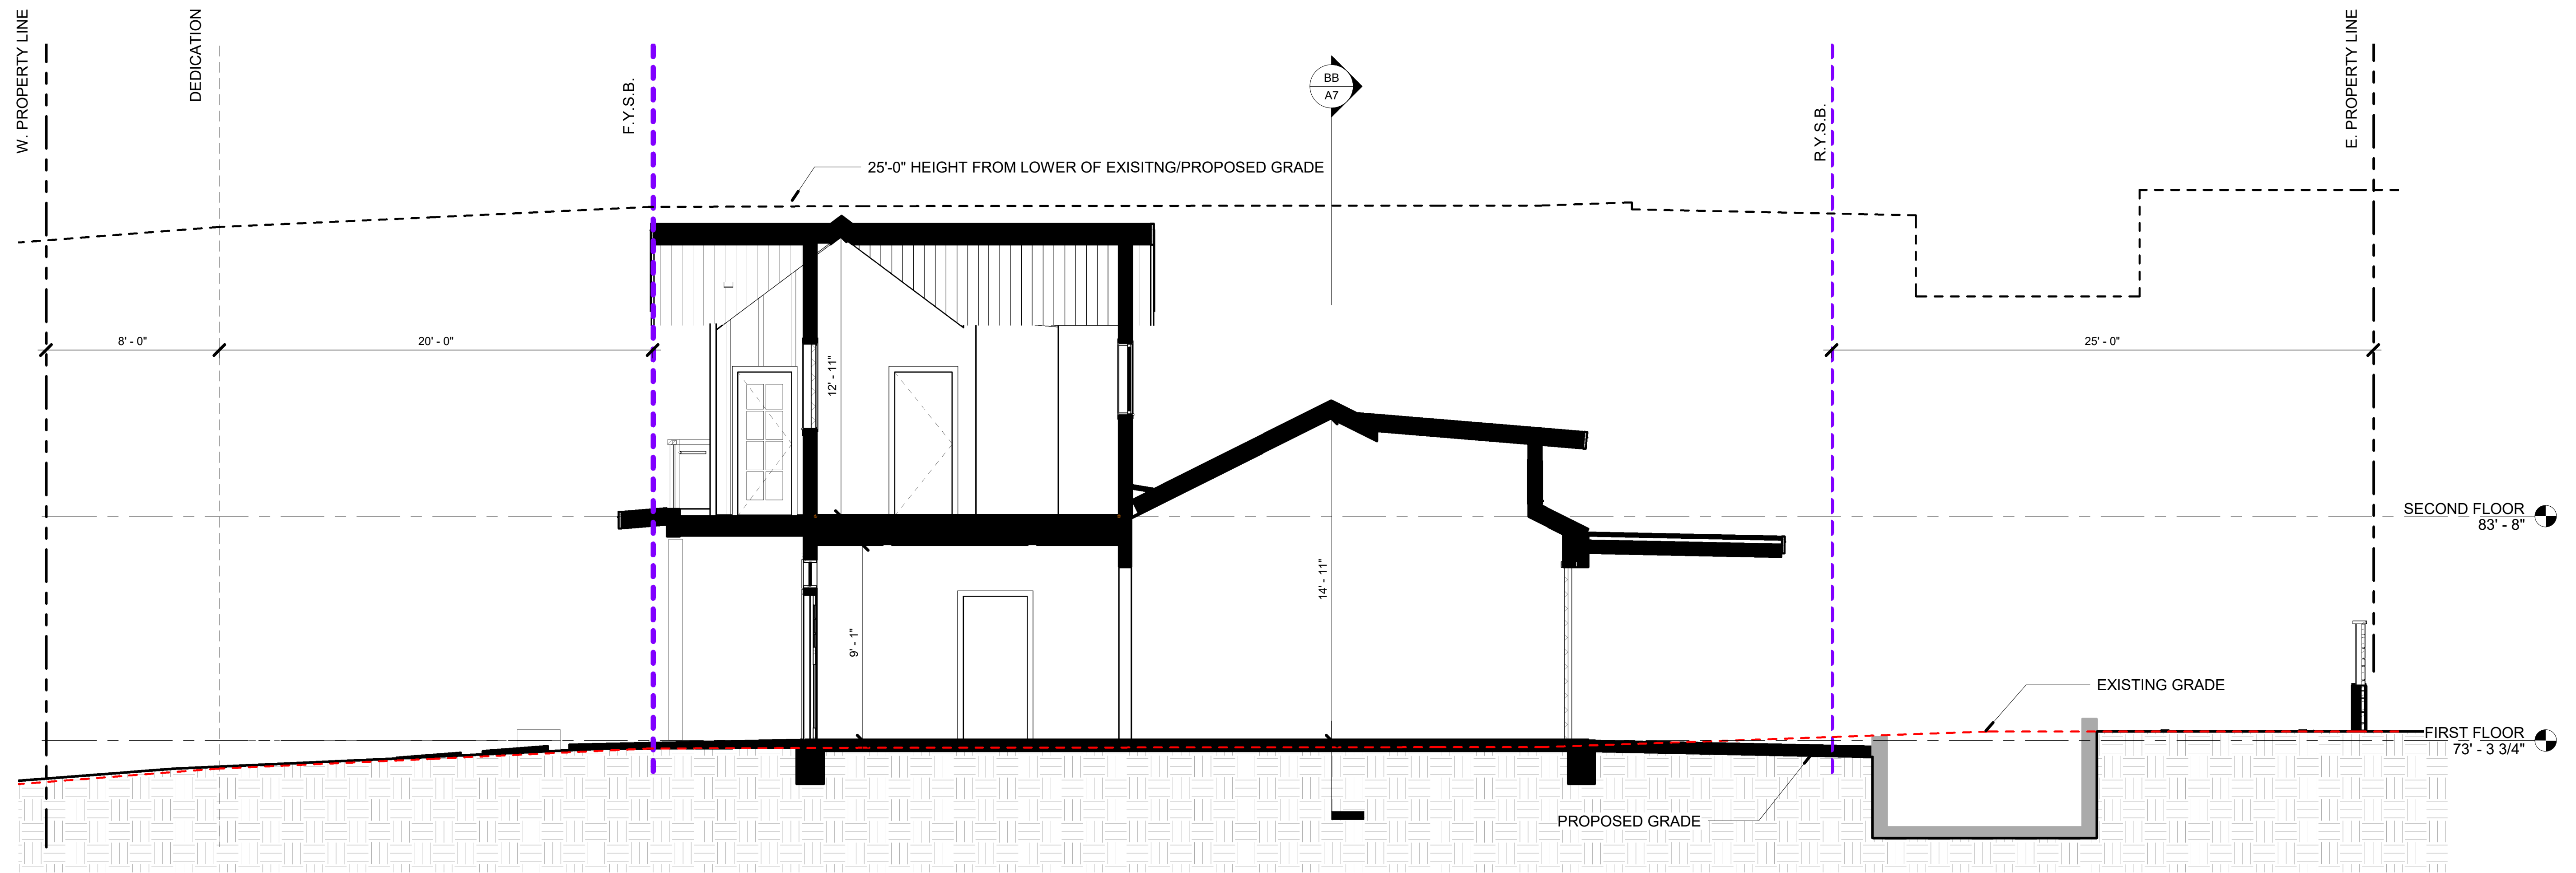 W. PROPERTY LINE
DEDICATION
F.Y.S.B.
BB
A7
R.Y.S.B.
E. PROPERTY LINE
25'-0" HEIGHT FROM LOWER OF EXISITNG/PROPOSED GRADE
8' - 0"
20' - 0"
25' - 0"
12' - 11"
SECOND FLOOR
83' - 8"
14' - 11"
9' - 1"
EXISTING GRADE
FIRST FLOOR
73' - 3 3/4"
PROPOSED GRADE